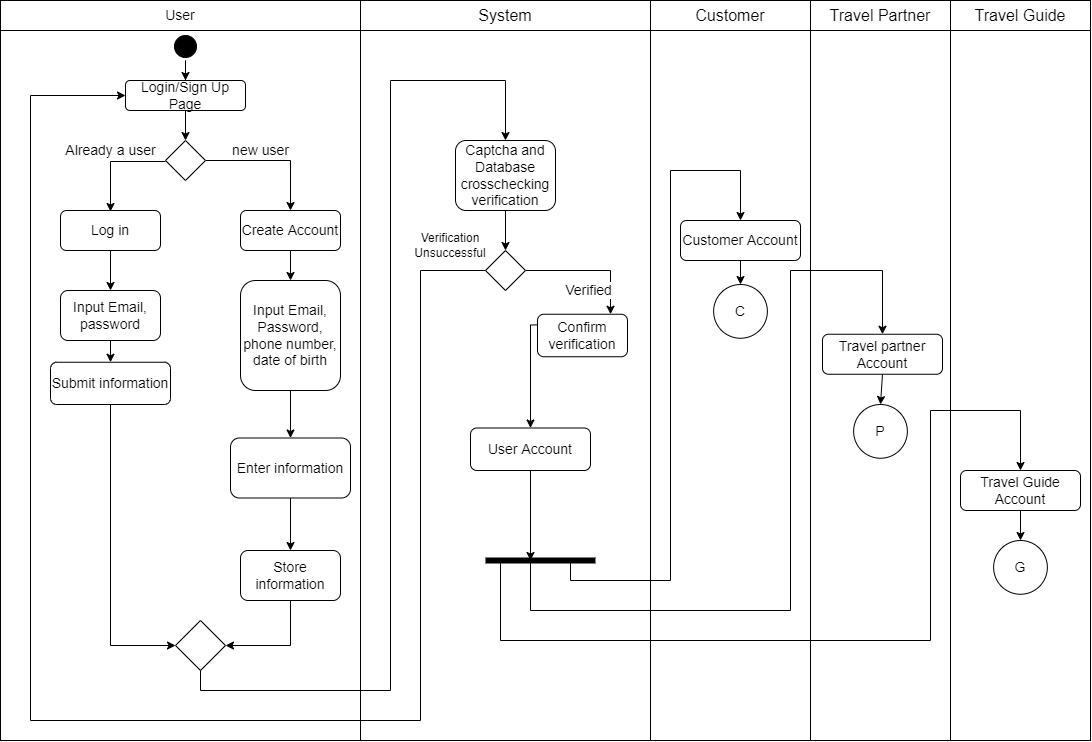 User
System
Customer
Travel Partner
Travel Guide
Login/Sign Up
Page
Already a user
new user
Log in
Create Account
Input Email,
password
Input Email,
Password,
phone number,
date of birth
Submit information
Enter information
Store
information
Captcha and
Database
crosschecking
verification
Verification
Unsuccessful
Verified
Confirm
verification
User Account
Customer Account
C
Travel partner
Account
P
Travel Guide
Account
G